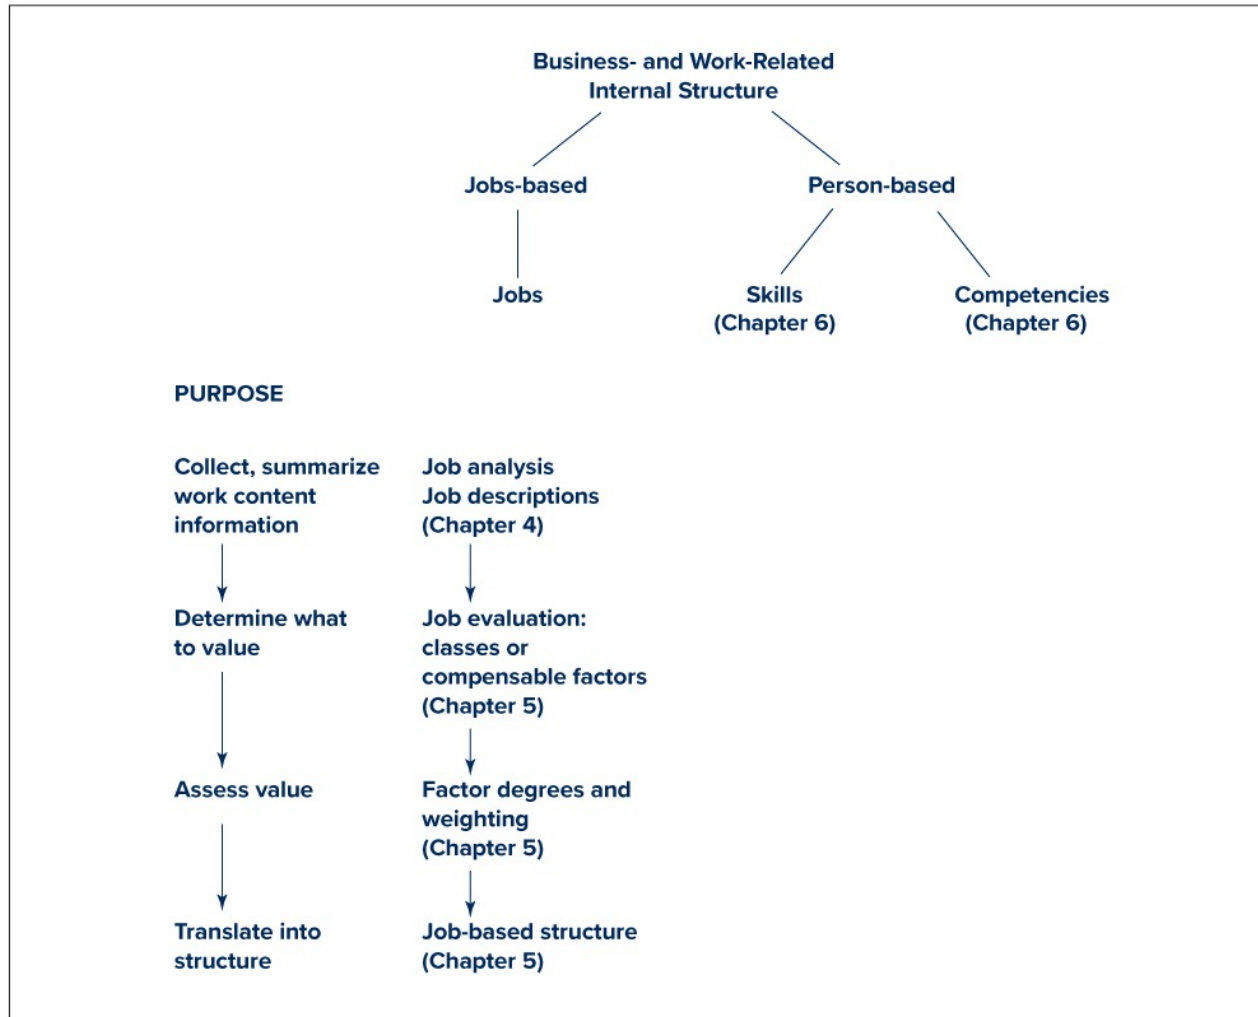 Business- and Work-Related
Internal Structure
Jobs-based
Person-based
Jobs
Skills
(Chapter 6)
Competencies
(Chapter 6)
PURPOSE
Collect, summarize
work content
information
Job analysis
Job descriptions
(Chapter 4)
Determine what
to value
Job evaluation:
classes or
compensable factors
(Chapter 5)
Assess value
Factor degrees and
weighting
(Chapter 5)
Translate into
structure
Job-based structure
(Chapter 5)